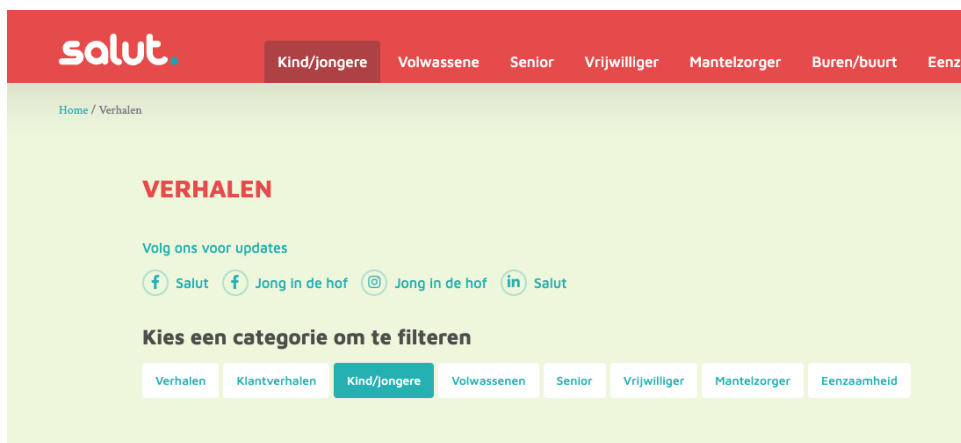 salut.
Kind/jongere Volwassene Senior Vrijwilliger Mantelzorger Buren/buurt Eenz
Home / Verhalen
VERHALEN
Volg ons voor updates
Salut Jong in de hof Jong in de hof Salut
Kies een categorie om te filteren
Verhalen Klantverhalen Kind/jongere Volwassenen Senior Vrijwilliger Mantelzorger Eenzaamheid